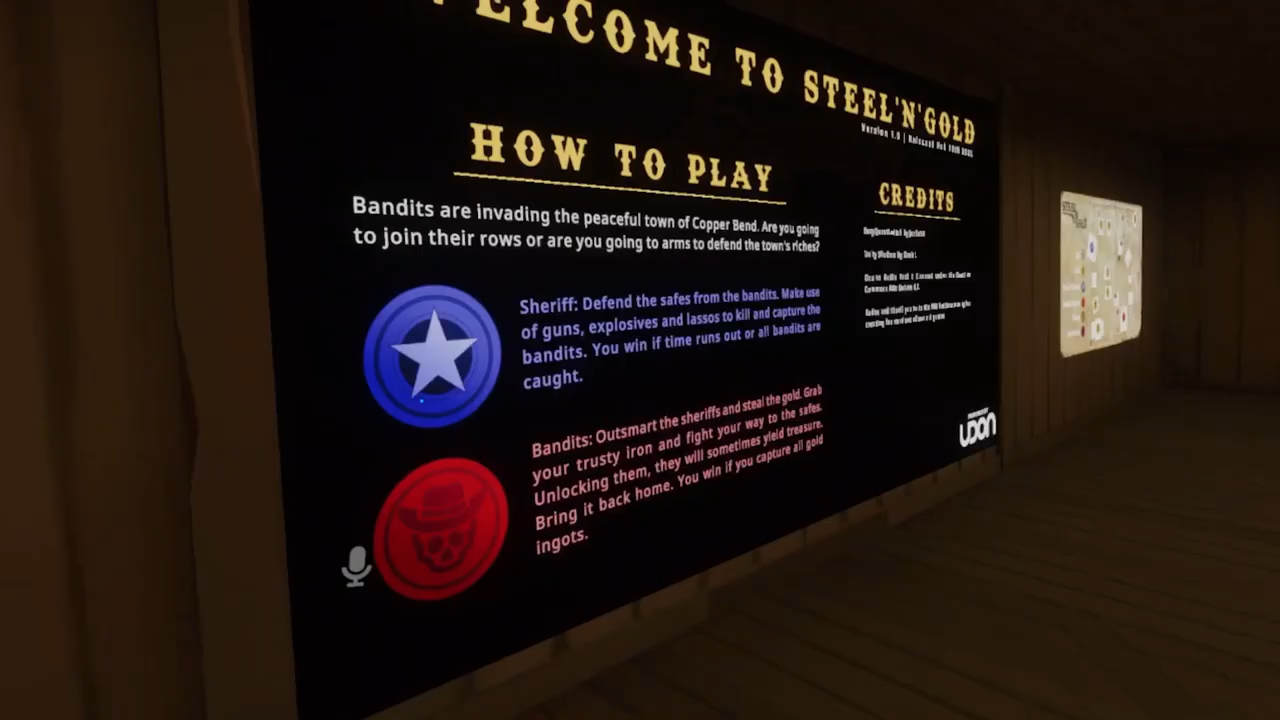 WELCOME TO STEEL'N'GOLD
Version 1.0 | Released
HOW TO PLAY
Bandits are invading the peaceful town of Copper Bend. Are you going
to join their rows or are you going to arms to defend the town's riches?
Sheriff: Defend the safes from the bandits. Make use
of guns, explosives and lassos to kill and capture the
bandits. You win if time runs out or all bandits are
caught.
Bandits: Outsmart the sheriffs and steal the gold. Grab
your trusty iron and fight your way to the safes.
Unlocking them, they will sometimes yield treasure.
Bring it back home. You win if you capture all gold
ingots.
CREDITS
UDON